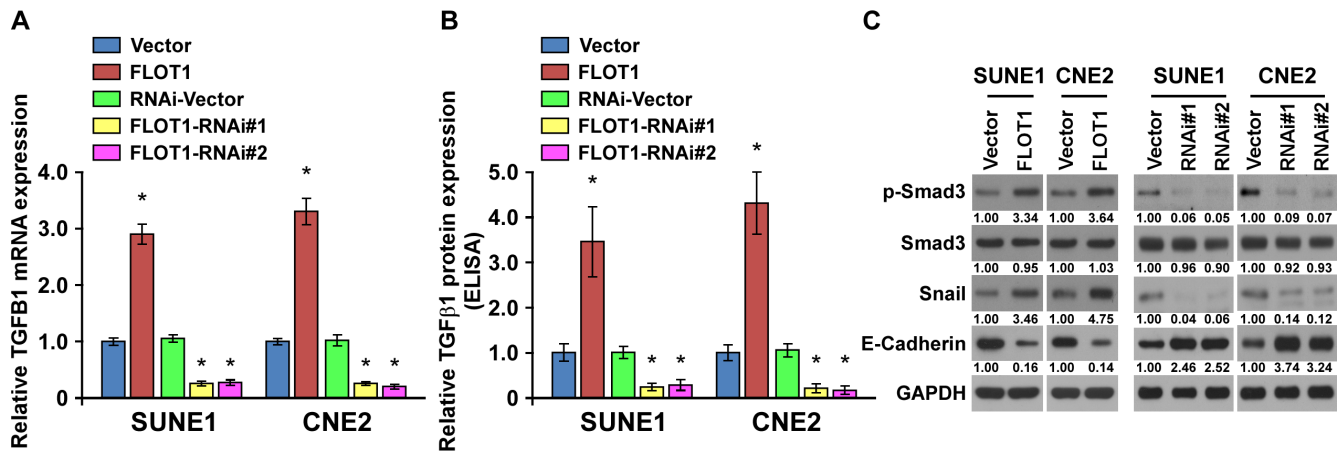 A
Vector
FLOT1
RNAi-Vector
FLOT1-RNAi#1
FLOT1-RNAi#2
Relative TGFB1 mRNA expression
4.0
3.0
2.0
1.0
0
* * * * * *
SUNE1 CNE2
B
Vector
FLOT1
RNAi-Vector
FLOT1-RNAi#1
FLOT1-RNAi#2
Relative TGFβ1 protein expression
(ELISA)
5.0
4.0
3.0
2.0
1.0
0
* * * * * *
SUNE1 CNE2
C
SUNE1 CNE2 SUNE1 CNE2
Vector FLOT1 Vector FLOT1 Vector RNAi#1 RNAi#2 Vector RNAi#1 RNAi#2
p-Smad3
1.00 3.34 1.00 3.64 1.00 0.06 0.05 1.00 0.09 0.07
Smad3
1.00 0.95 1.00 1.03 1.00 0.96 0.90 1.00 0.92 0.93
Snail
1.00 3.46 1.00 4.75 1.00 0.04 0.06 1.00 0.14 0.12
E-Cadherin
1.00 0.16 1.00 0.14 1.00 2.46 2.52 1.00 3.74 3.24
GAPDH